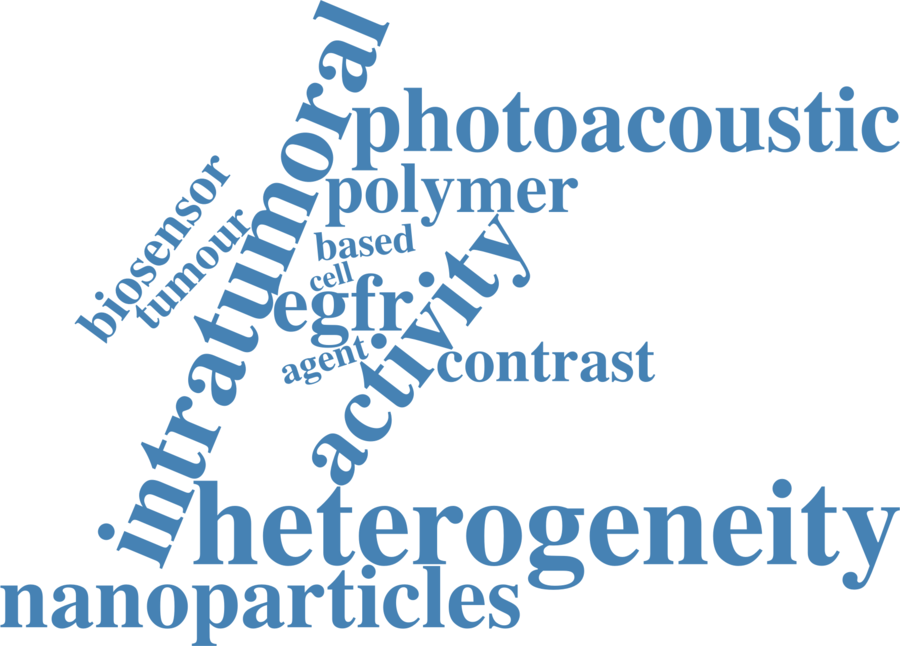 intratumoral
photoacoustic
polymer
biosensor
tumour
based
cell
egfr
activity
agent
contrast
heterogeneity
nanoparticles